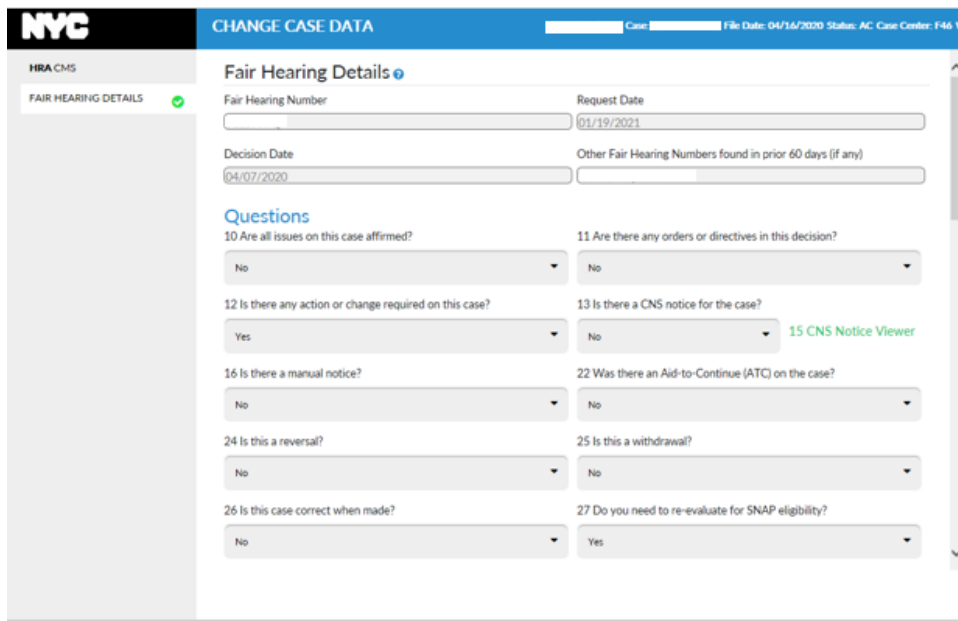 NYC
CHANGE CASE DATA
Case: File Date: 04/16/2020 Status: AC Case Center: F46
HRA CMS
FAIR HEARING DETAILS
Fair Hearing Details ?
Fair Hearing Number Request Date
01/19/2021
Decision Date Other Fair Hearing Numbers found in prior 60 days (if any)
04/07/2020
Questions
10 Are all issues on this case affirmed? 11 Are there any orders or directives in this decision?
No No
12 Is there any action or change required on this case? 13 Is there a CNS notice for the case?
Yes No 15 CNS Notice Viewer
16 Is there a manual notice? 22 Was there an Aid-to-Continue (ATC) on the case?
No No
24 Is this a reversal? 25 Is this a withdrawal?
No No
26 Is this case correct when made? 27 Do you need to re-evaluate for SNAP eligibility?
No Yes